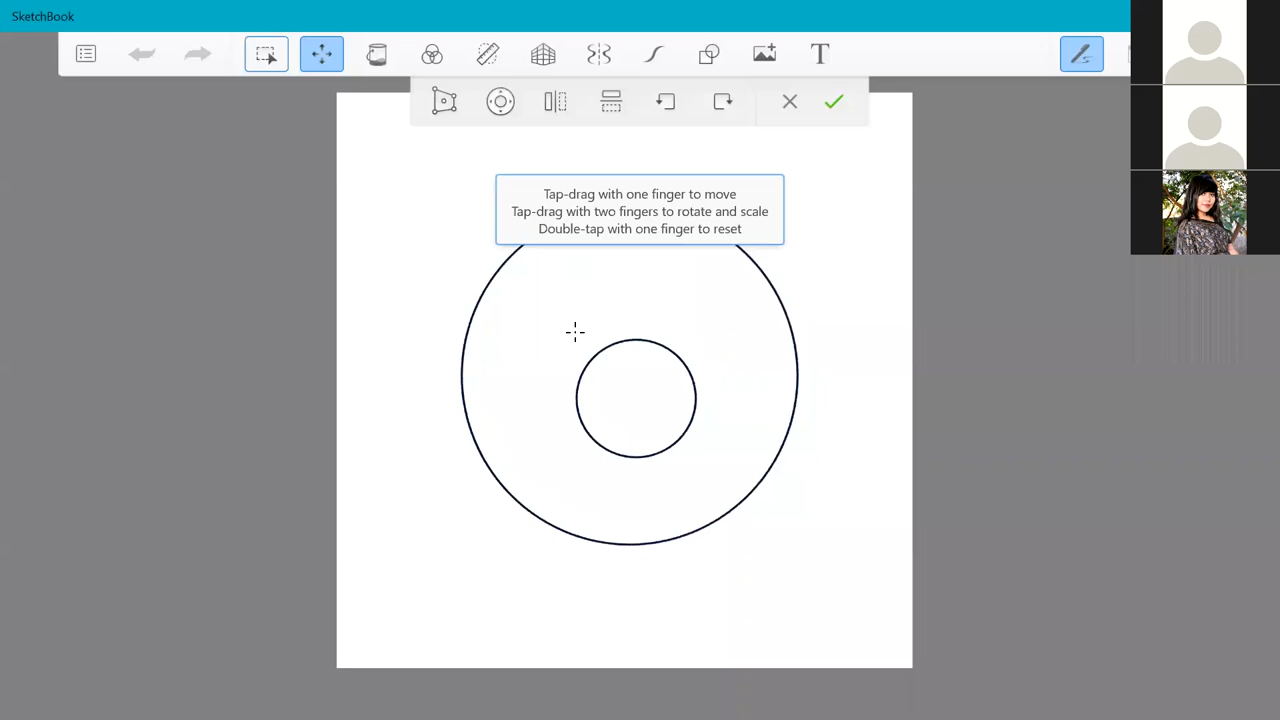 SketchBook
T
Tap-drag with one finger to move
Tap-drag with two fingers to rotate and scale
Double-tap with one finger to reset